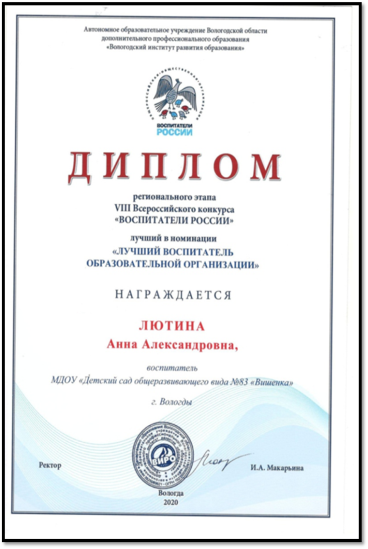 Автономное образовательное учреждение Вологодской области
дополнительного профессионального образования
«Вологодский институт развития образования»
ВОСПИТАТЕЛИ
РОССИИ
ДИПЛОМ
регионального этапа
VIII Всероссийского конкурса
«ВОСПИТАТЕЛИ РОССИИ»
лучший в номинации
«ЛУЧШИЙ ВОСПИТАТЕЛЬ
ОБРАЗОВАТЕЛЬНОЙ ОРГАНИЗАЦИИ»
НАГРАЖДАЕТСЯ
ЛЮТИНА
Анна Александровна,
воспитатель
МДОУ «Детский сад общеразвивающего вида №83 «Вишенка»
г. Вологды
ВИРО
Ректор
И.А. Макарьина
Вологда
2020